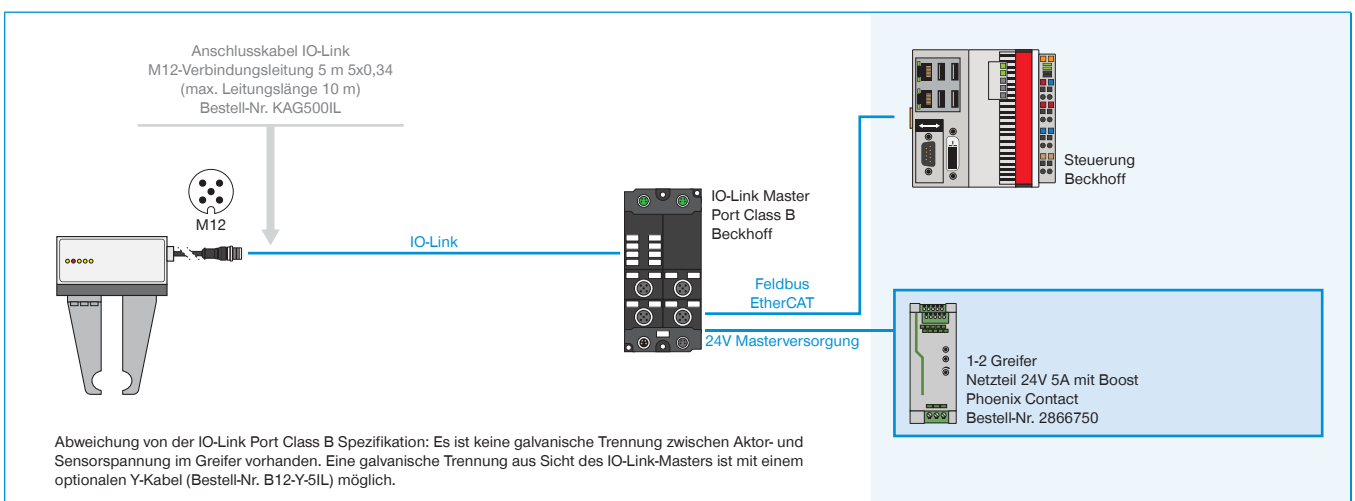 Anschlusskabel IO-Link
M12-Verbindungsleitung 5 m 5x0,34
(max. Leitungslänge 10 m)
Bestell-Nr. KAG500IL
M12
IO-Link
IO-Link Master
Port Class B
Beckhoff
Feldbus
EtherCAT
24V Masterversorgung
Steuerung
Beckhoff
1-2 Greifer
Netzteil 24V 5A mit Boost
Phoenix Contact
Bestell-Nr. 2866750
Abweichung von der IO-Link Port Class B Spezifikation: Es ist keine galvanische Trennung zwischen Aktor- und
Sensorspannung im Greifer vorhanden. Eine galvanische Trennung aus Sicht des IO-Link-Masters ist mit einem
optionalen Y-Kabel (Bestell-Nr. B12-Y-5IL) möglich.